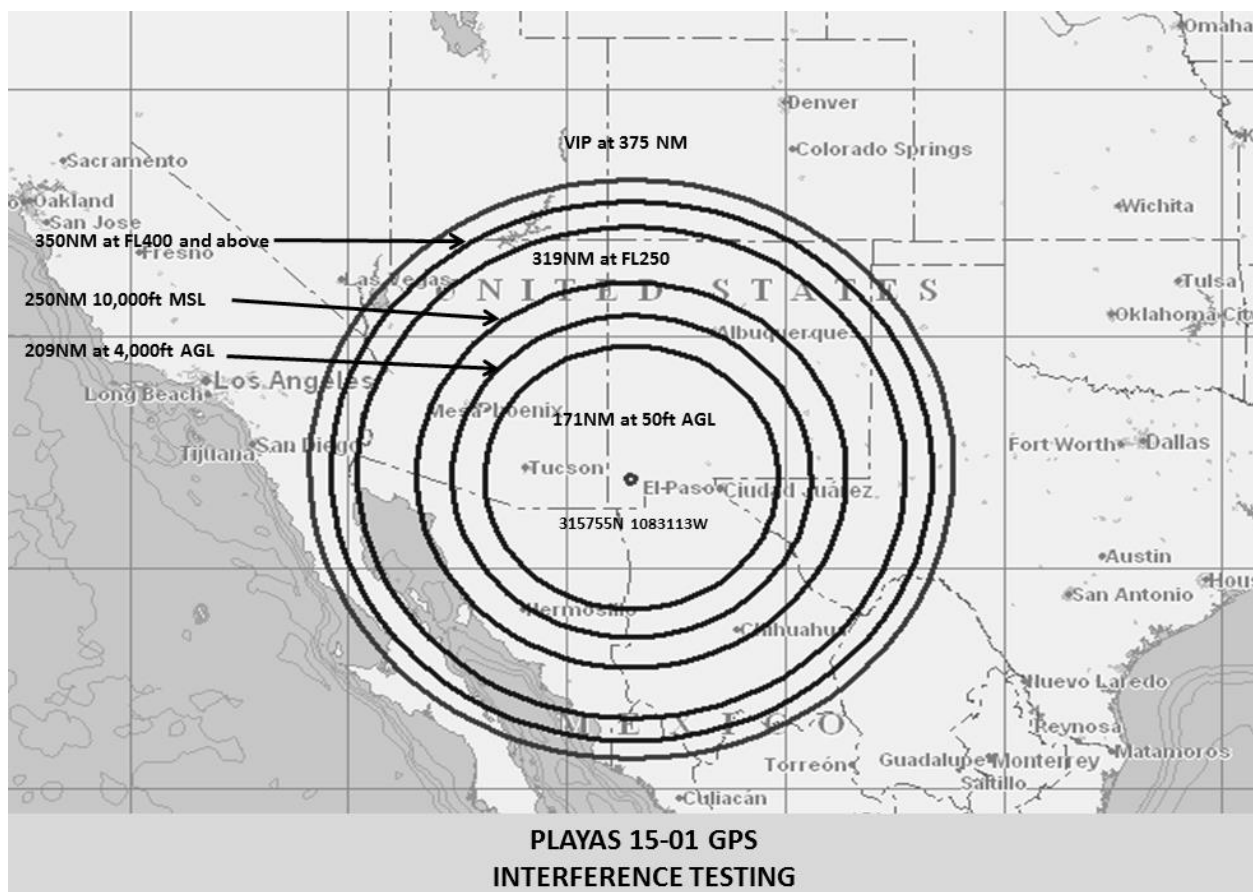 Omaha
Denver
VIP at 375 NM
Colorado Springs
Sacramento
Oakland
San Jose
Wichita
350NM at FL400 and above
Fresno
319NM at FL250
Las Vegas
UNITED STATES
Tulsa
250NM 10,000ft MSL
Oklahoma City
Albuquerque
209NM at 4,000ft AGL
Los Angeles
Long Beach
Mesa Phoenix
171NM at 50ft AGL
San Diego
Tijuana
Fort Worth Dallas
Tucson
El Paso Ciudad Juárez
315755N 1083113W
Austin
Hous
San Antonio
Hermosillo
Chihuahua
Nuevo Laredo
MEXICO
Reynosa
Matamoros
Torreón
Guadalupe Monterrey
Saltillo
Culiacán
PLAYAS 15-01 GPS
INTERFERENCE TESTING